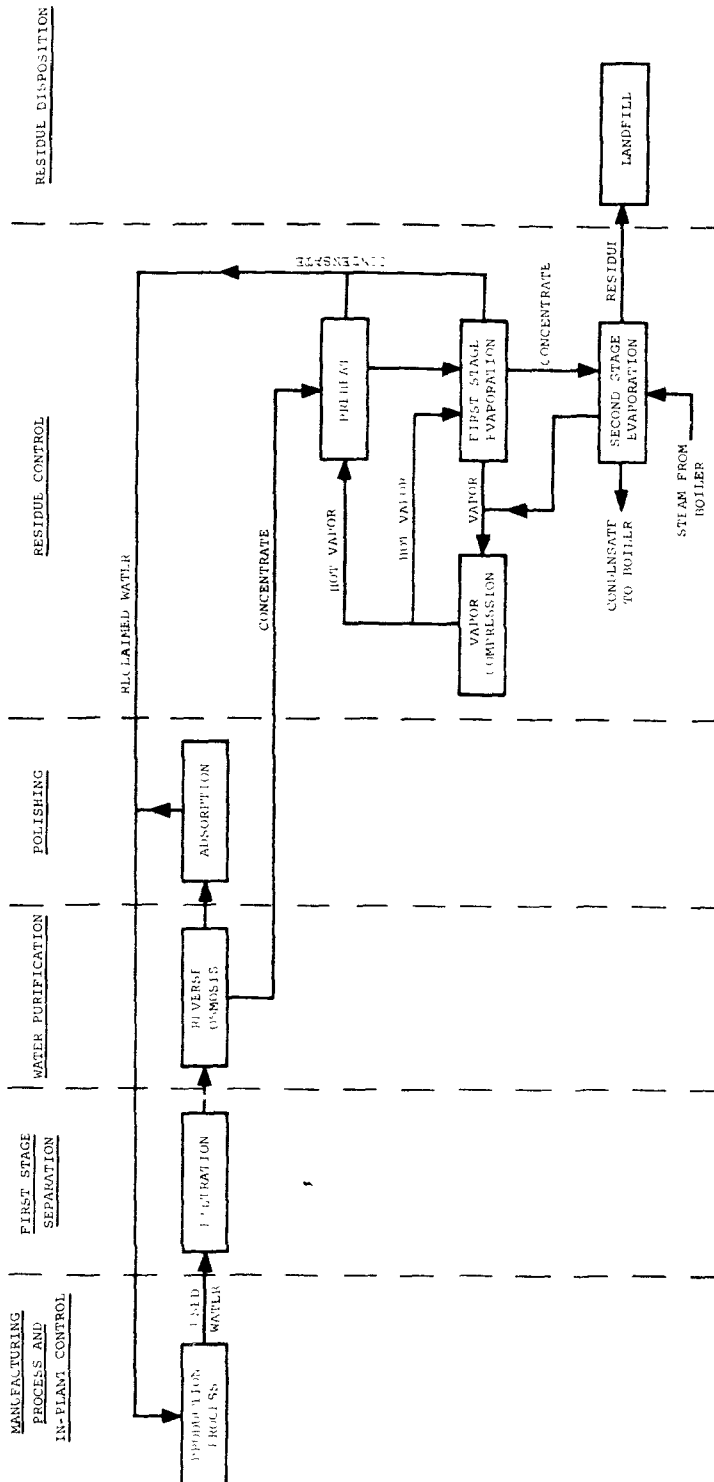 MANUFACTURING
PROCESS AND
IN-PLANT CONTROL
FIRST STAGE
SEPARATION
WATER PURIFICATION
POLISHING
RESIDUE CONTROL
RESIDUE DISPOSITION
RECLAIMED WATER
PRODUCTION
PROCESS
USED
WATER
FILTRATION
REVERSE
OSMOSIS
ADSORPTION
CONCENTRATE
CONDENSATE
PREHEAT
HOT VAPOR
HOT VAPOR
FIRST STAGE
EVAPORATION
VAPOR
VAPOR
COMPRESSION
CONCENTRATE
SECOND STAGE
EVAPORATION
CONDENSATE
TO BOILER
STEAM FROM
BOILER
RESIDUE
LANDFILL